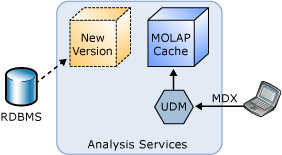 New
Version
MOLAP
Cache
RDBMS
UDM
MDX
Analysis Services